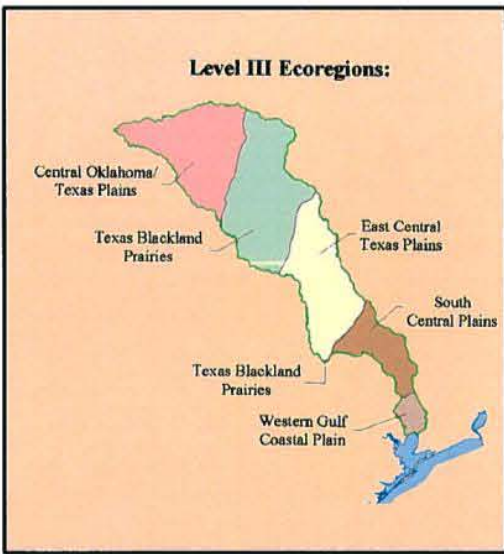 Level III Ecoregions:
Central Oklahoma/
Texas Plains
Texas Blackland
Prairies
East Central
Texas Plains
South
Central Plains
Texas Blackland
Prairies
Western Gulf
Coastal Plain